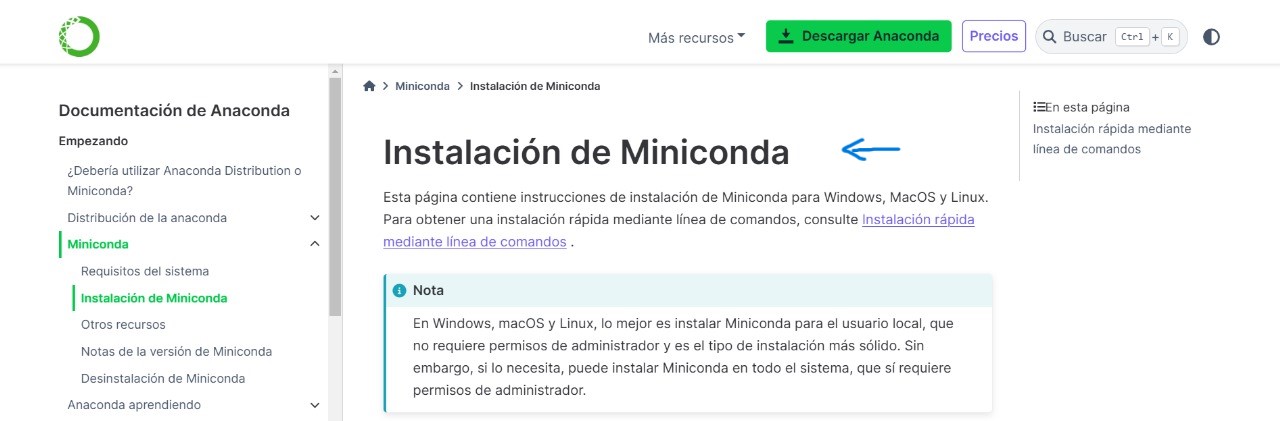 Más recursos
Descargar Anaconda
Precios
Buscar Ctrl + K
Documentación de Anaconda
Empezando
¿Debería utilizar Anaconda Distribution o
Miniconda?
Distribución de la anaconda
Miniconda
Requisitos del sistema
Instalación de Miniconda
Otros recursos
Notas de la versión de Miniconda
Desinstalación de Miniconda
Anaconda aprendiendo
Miniconda > Instalación de Miniconda
Instalación de Miniconda
Esta página contiene instrucciones de instalación de Miniconda para Windows, MacOS y Linux.
Para obtener una instalación rápida mediante línea de comandos, consulte Instalación rápida
mediante línea de comandos .
Nota
En Windows, macOS y Linux, lo mejor es instalar Miniconda para el usuario local, que
no requiere permisos de administrador y es el tipo de instalación más sólido. Sin
embargo, si lo necesita, puede instalar Miniconda en todo el sistema, que sí requiere
permisos de administrador.
En esta página
Instalación rápida mediante
línea de comandos